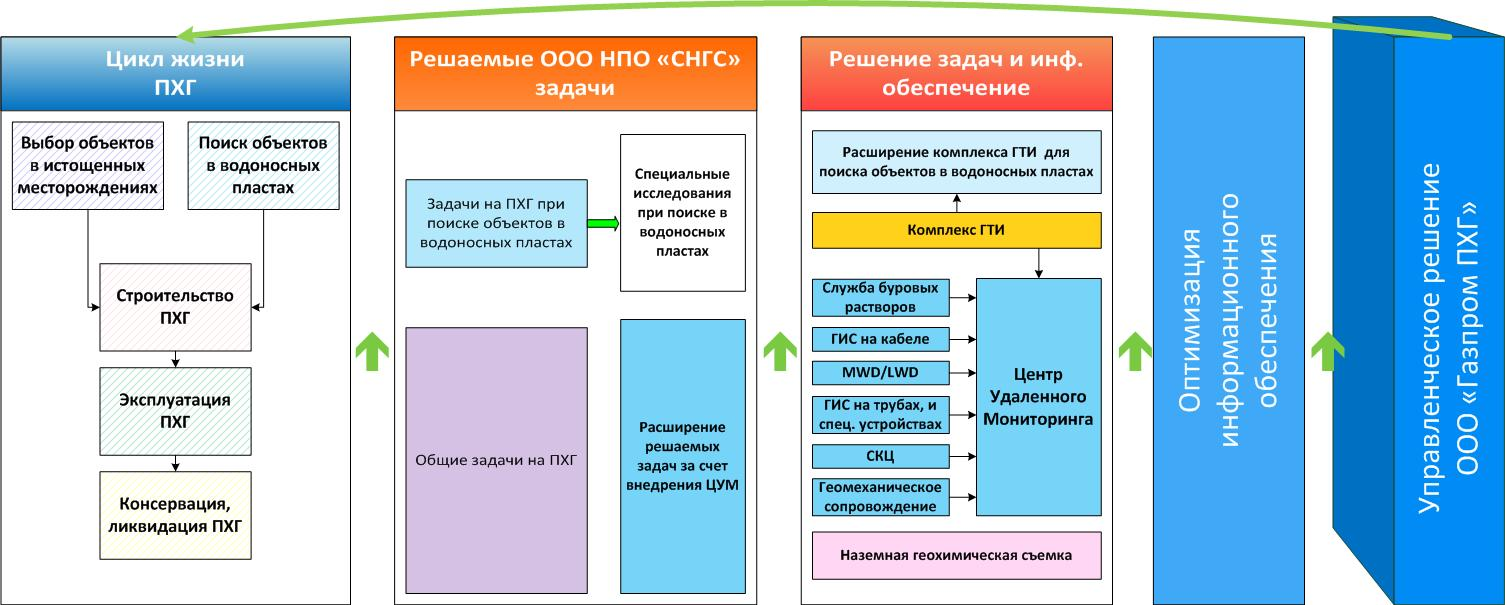 Цикл жизни
ПХГ
Выбор объектов
в истощенных
месторождениях
Поиск объектов
в водоносных
пластах
Строительство
ПХГ
Эксплуатация
ПХГ
Консервация,
ликвидация ПХГ
Решаемые ООО НПО «СНГС»
задачи
Задачи на ПХГ при
поиске объектов в
водоносных пластах
Специальные
исследования
при поиске в
водоносных
пластах
Общие задачи на ПХГ
Расширение
решаемых
задач за счет
внедрения ЦУМ
Решение задач и инф.
обеспечение
Расширение комплекса ГТИ для
поиска объектов в водоносных пластах
Комплекс ГТИ
Служба буровых
растворов
ГИС на кабеле
MWD/LWD
ГИС на трубах, и
спец. устройствах
СКЦ
Геомеханическое
сопровождение
Центр
Удаленного
Мониторинга
Наземная геохимическая съемка
Оптимизация
информационного
обеспечения
Управленческое решение
ООО «Газпром ПХГ»